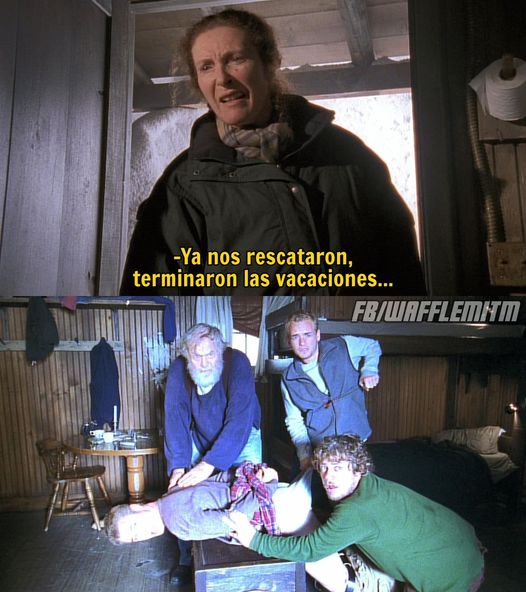 -Ya nos rescataron,
terminaron las vacaciones...
FB/WAFFLEMITM